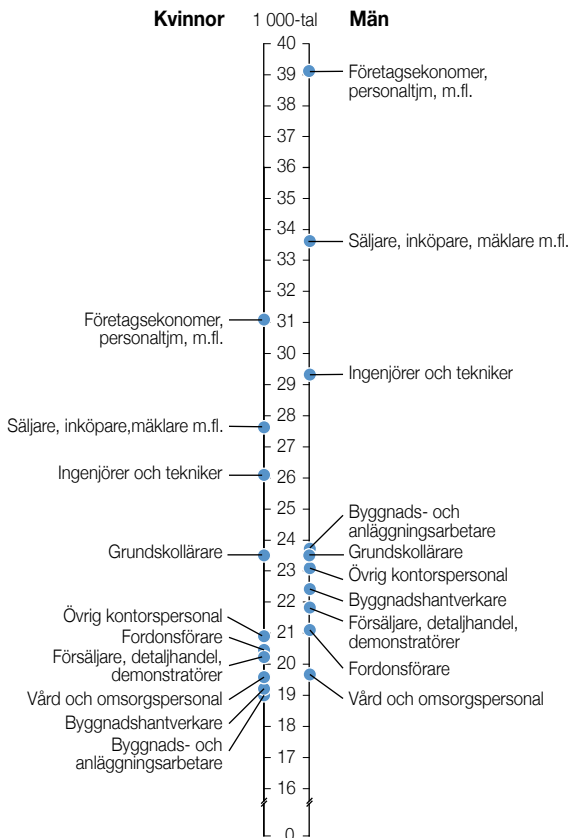 Kvinnor 1 000-tal Män
40
39
38
37
36
35
34
33
32
31
30
29
28
27
26
25
24
23
22
21
20
19
18
17
16
0
Företagsekonomer,
personaltjm, m.fl.
Säljare, inköpare,mäklare m.fl.
Ingenjörer och tekniker
Grundskollärare
Övrig kontorspersonal
Fordonsförare
Försäljare, detaljhandel,
demonstratörer
Vård och omsorgspersonal
Byggnadshantverkare
Byggnads- och
anläggningsarbetare
Företagsekonomer,
personaltjm, m.fl.
Säljare, inköpare, mäklare m.fl.
Ingenjörer och tekniker
Byggnads- och
anläggningsarbetare
Grundskollärare
Övrig kontorspersonal
Byggnadshantverkare
Försäljare, detaljhandel,
demonstratörer
Fordonsförare
Vård och omsorgspersonal